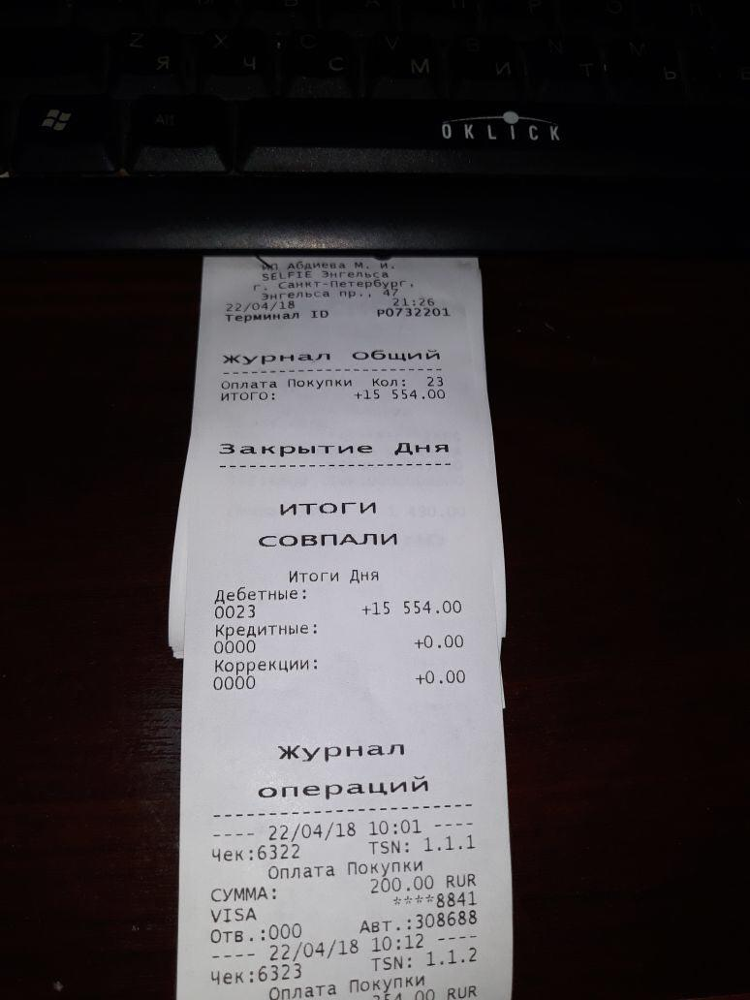 Z X C V B N M
Я Ч С М И Т Ь
Alt
OKLICK
ИП Абдиева М. И.
SELFIE Энгельса
г. Санкт-Петербург,
Энгельса пр., 47
22/04/18 21:26
Терминал ID P0732201
Журнал Общий
Оплата Покупки Кол: 23
ИТОГО: +15 554.00
Закрытие Дня
ИТОГИ
СОВПАЛИ
Итоги Дня
Дебетные:
0023 +15 554.00
Кредитные:
0000 +0.00
Коррекции:
0000 +0.00
Журнал
операций
---- 22/04/18 10:01 ----
Чек:6322 TSN: 1.1.1
Оплата Покупки
СУММА: 200.00 RUR
VISA ****8841
Отв.:000 Авт.:308688
---- 22/04/18 10:12 ----
Чек:6323 TSN: 1.1.2
Оплата Покупки
254.00 RUR